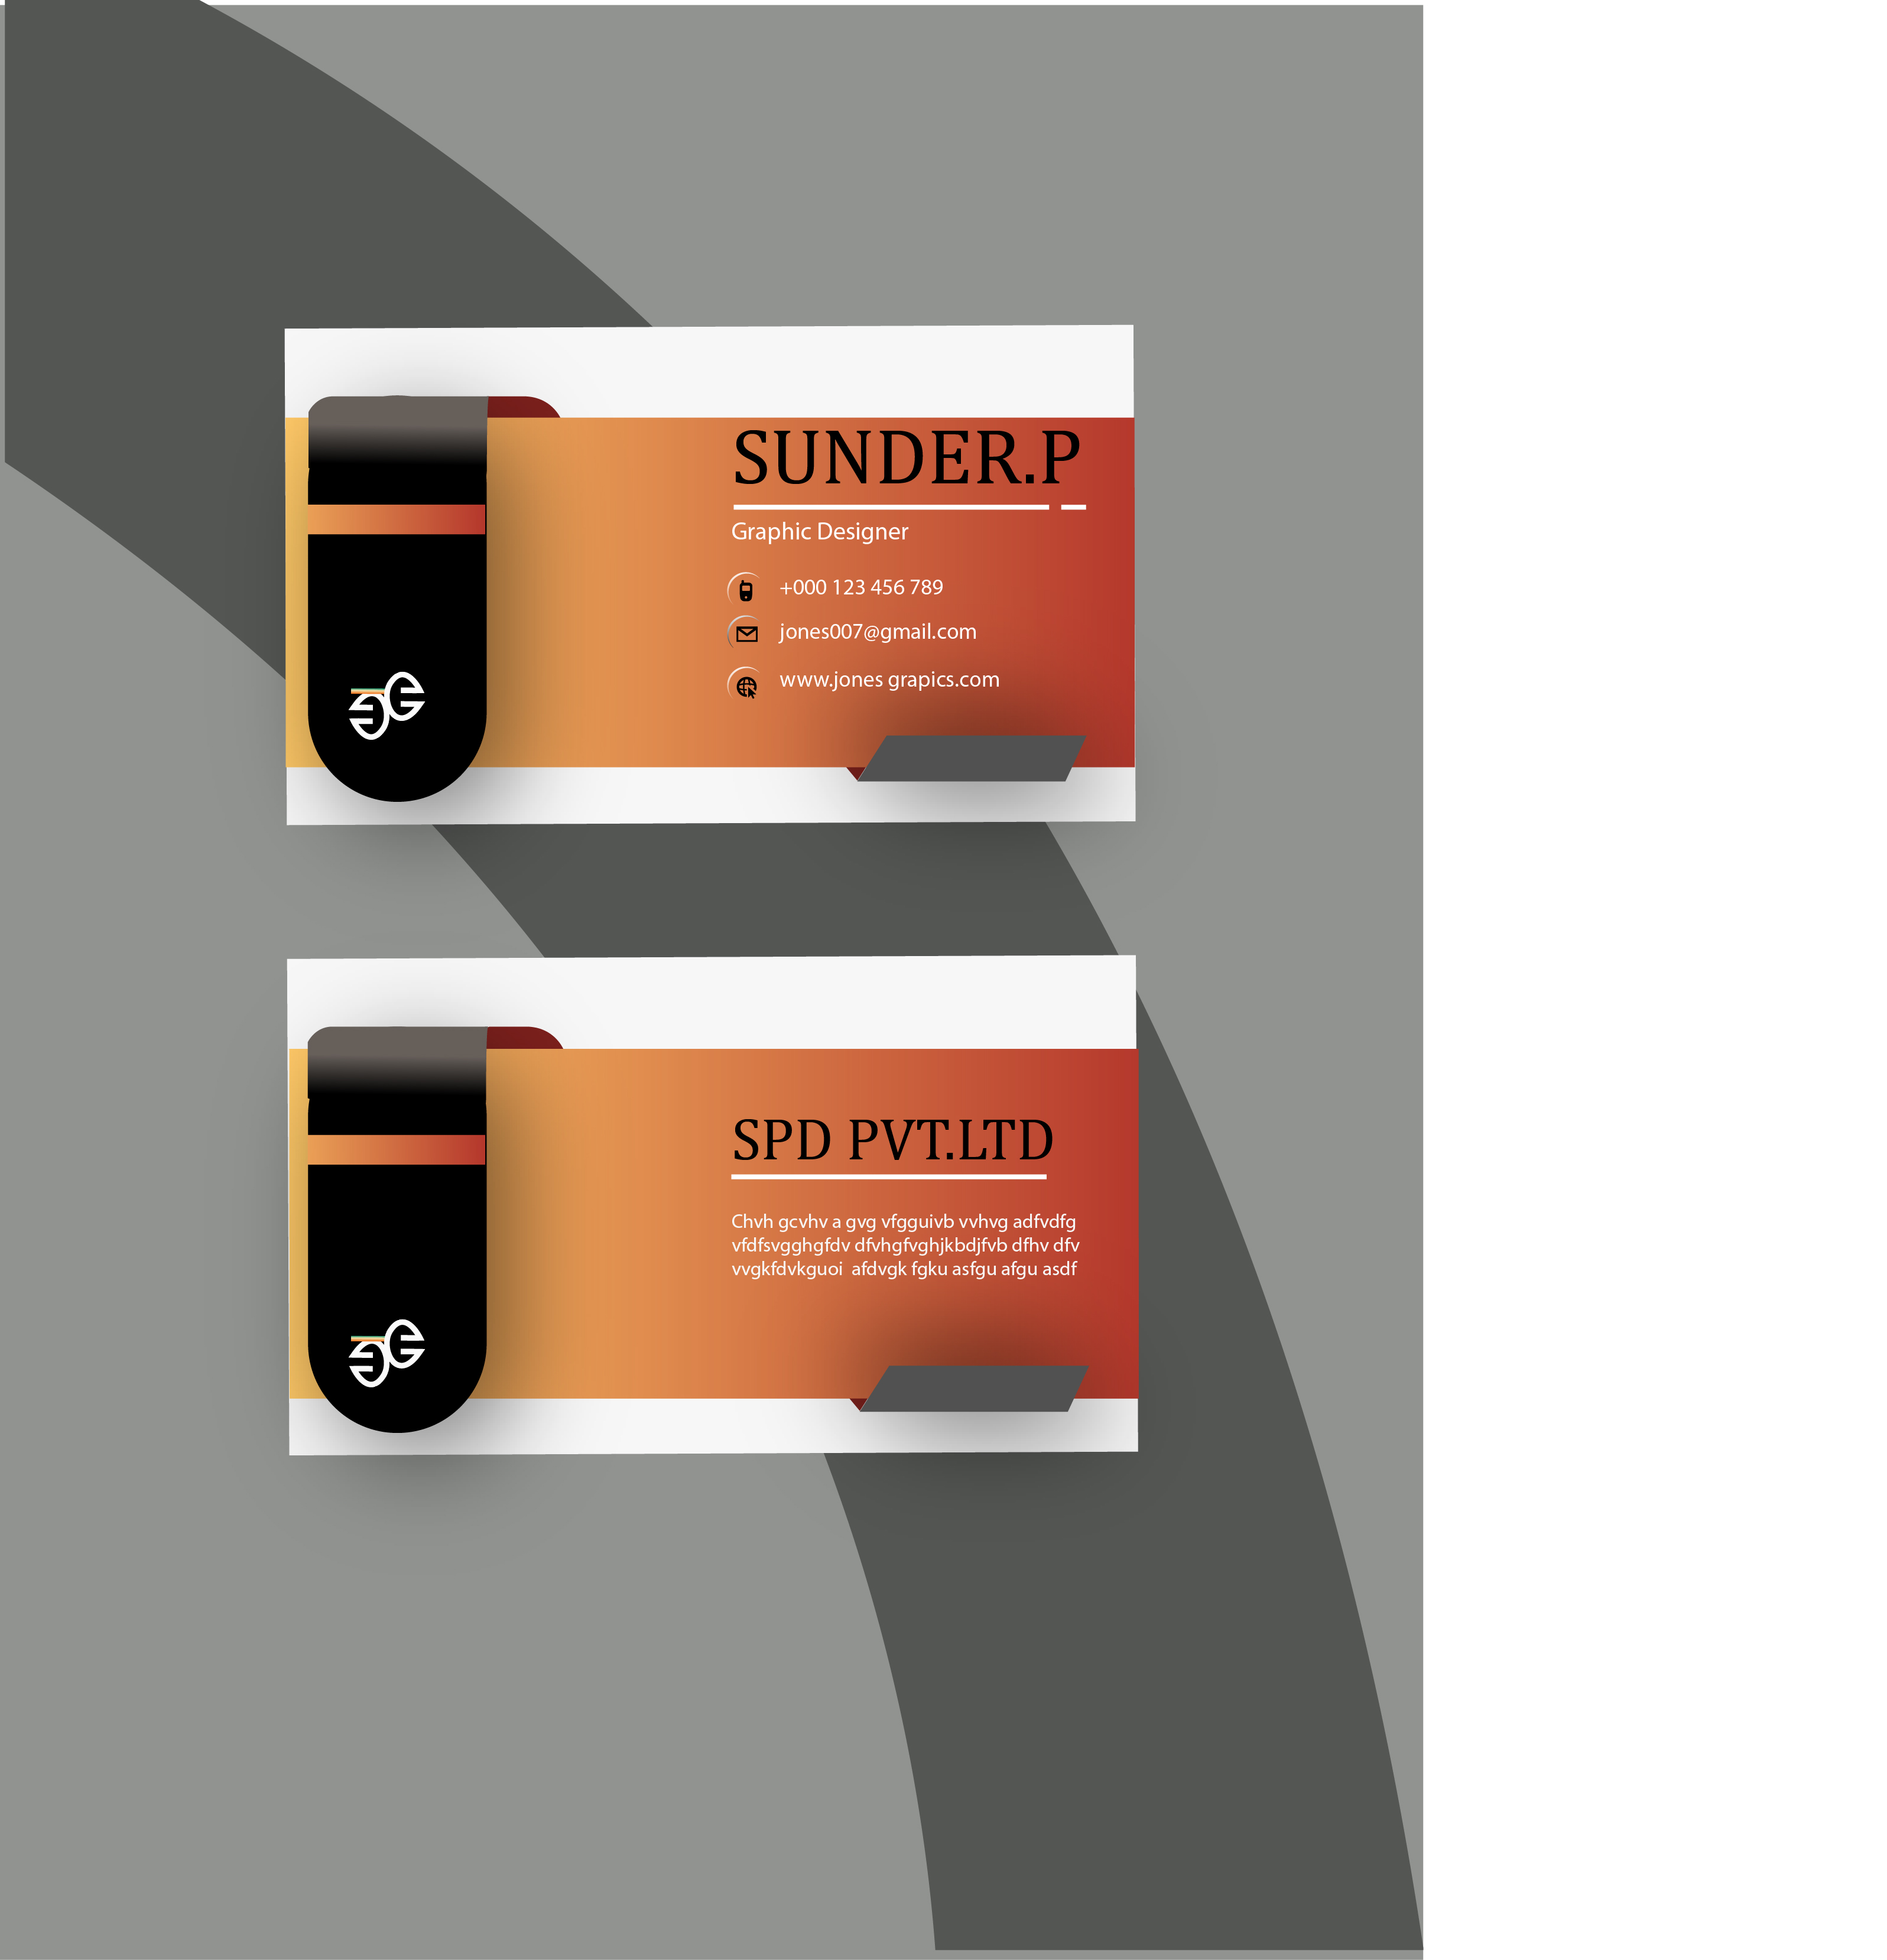 SUNDER.P
Graphic Designer
+000 123 456 789
jones007@gmail.com
www.jones grapics.com
SPD PVT.LTD
Chvh gcvhv a gvg vfgguivb vvhvg adfvdfg
vfdfsvgghgfdv dfvhgfvghjkbdjfvb dfhv dfv
vvgkfdvkguoi  afdvgk fgku asfgu afgu asdf